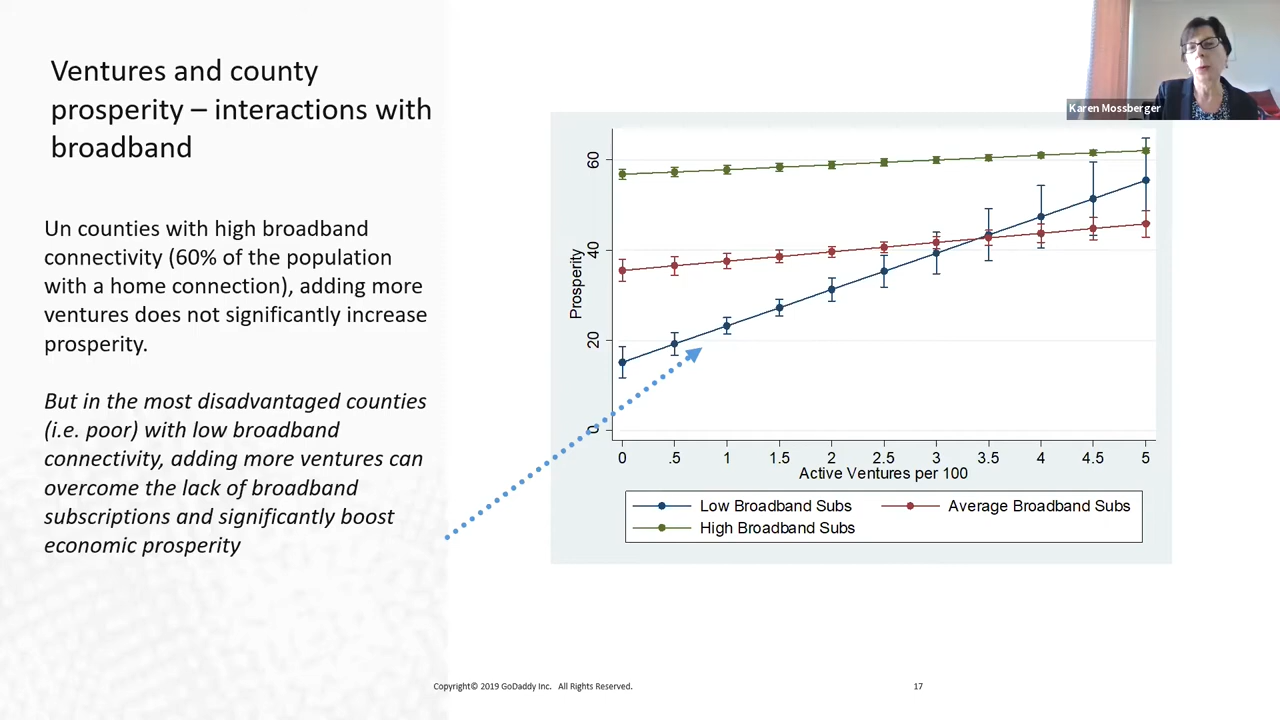 Ventures and county
prosperity – interactions with
broadband
Karen Mossberger
Un counties with high broadband
connectivity (60% of the population
with a home connection), adding more
ventures does not significantly increase
prosperity.
But in the most disadvantaged counties
(i.e. poor) with low broadband
connectivity, adding more ventures can
overcome the lack of broadband
subscriptions and significantly boost
economic prosperity
Prosperity
60
40
20
0
0 .5 1 1.5 2 2.5 3 3.5 4 4.5 5
Active Ventures per 100
Low Broadband Subs Average Broadband Subs
High Broadband Subs
Copyright© 2019 GoDaddy Inc. All Rights Reserved. 17